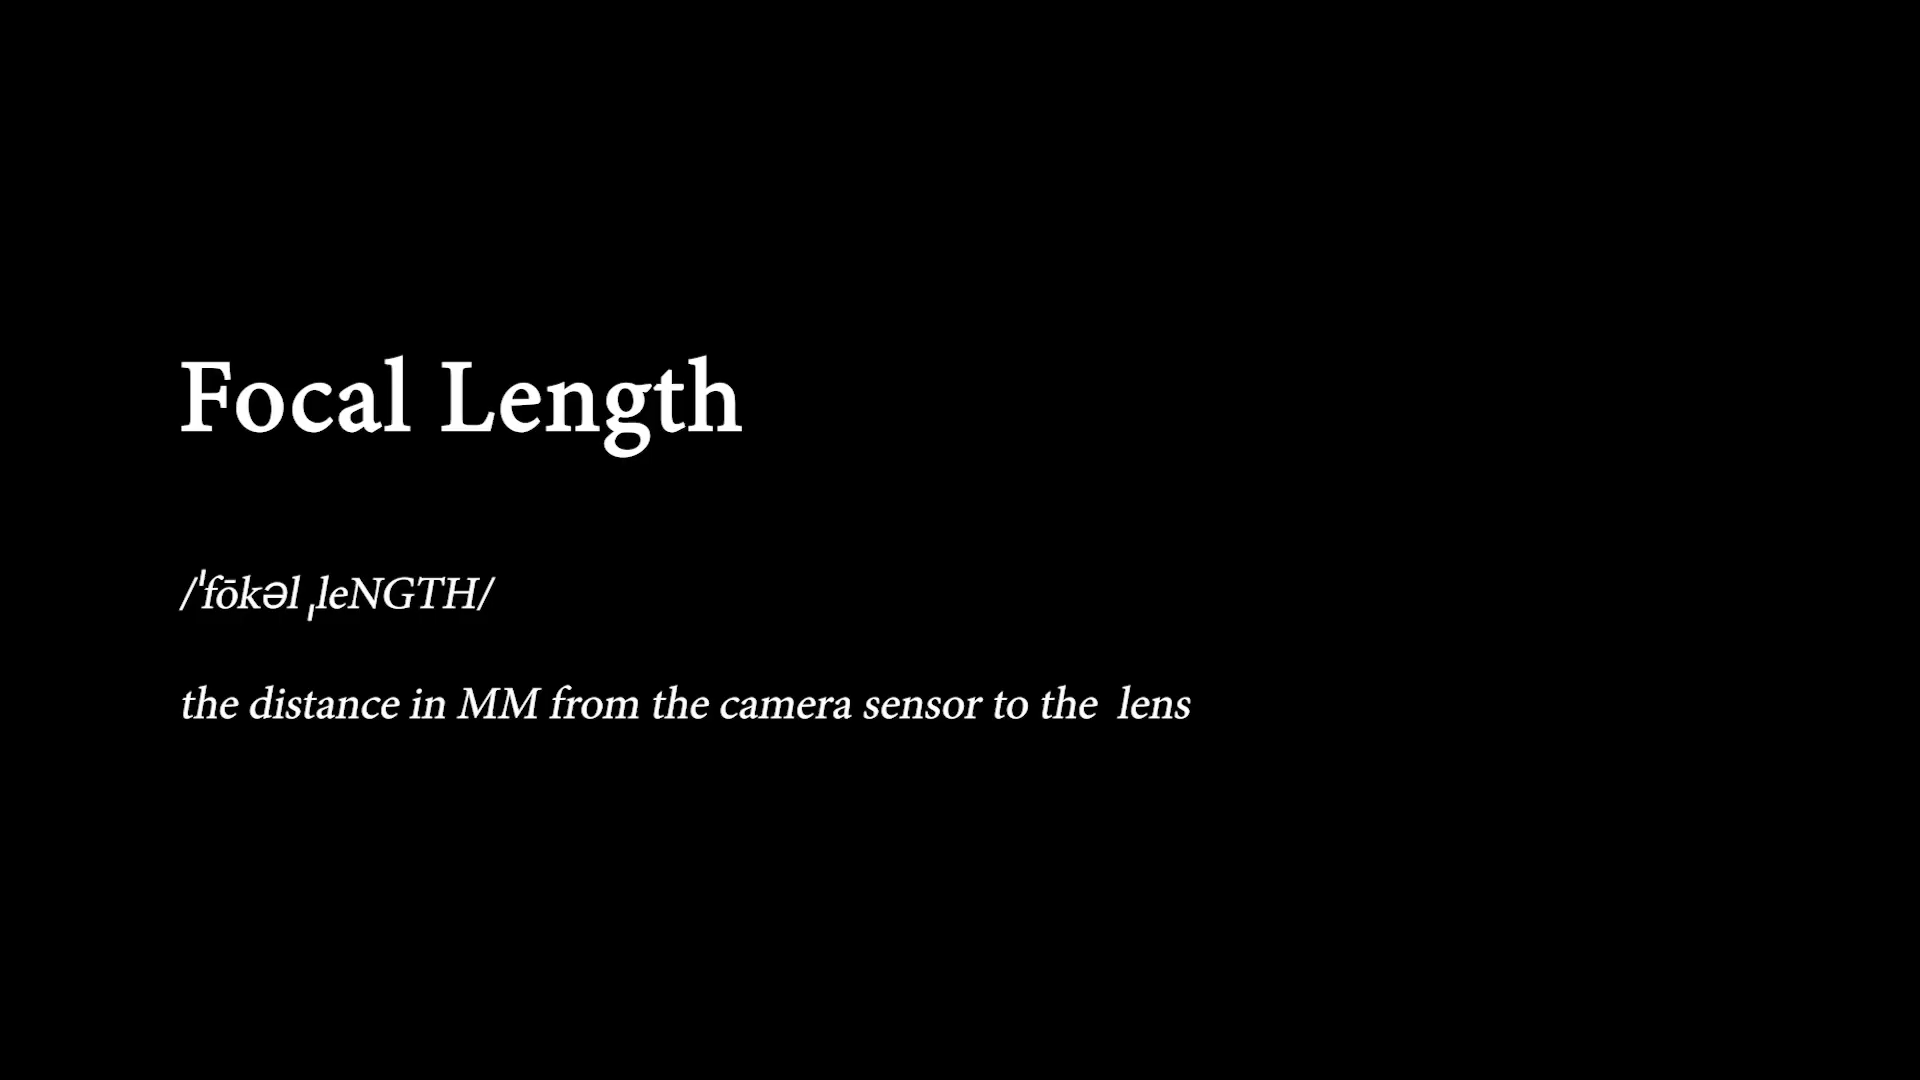 Focal Length
/ˈfōkəl ˌleNGTH/
the distance in MM from the camera sensor to the  lens